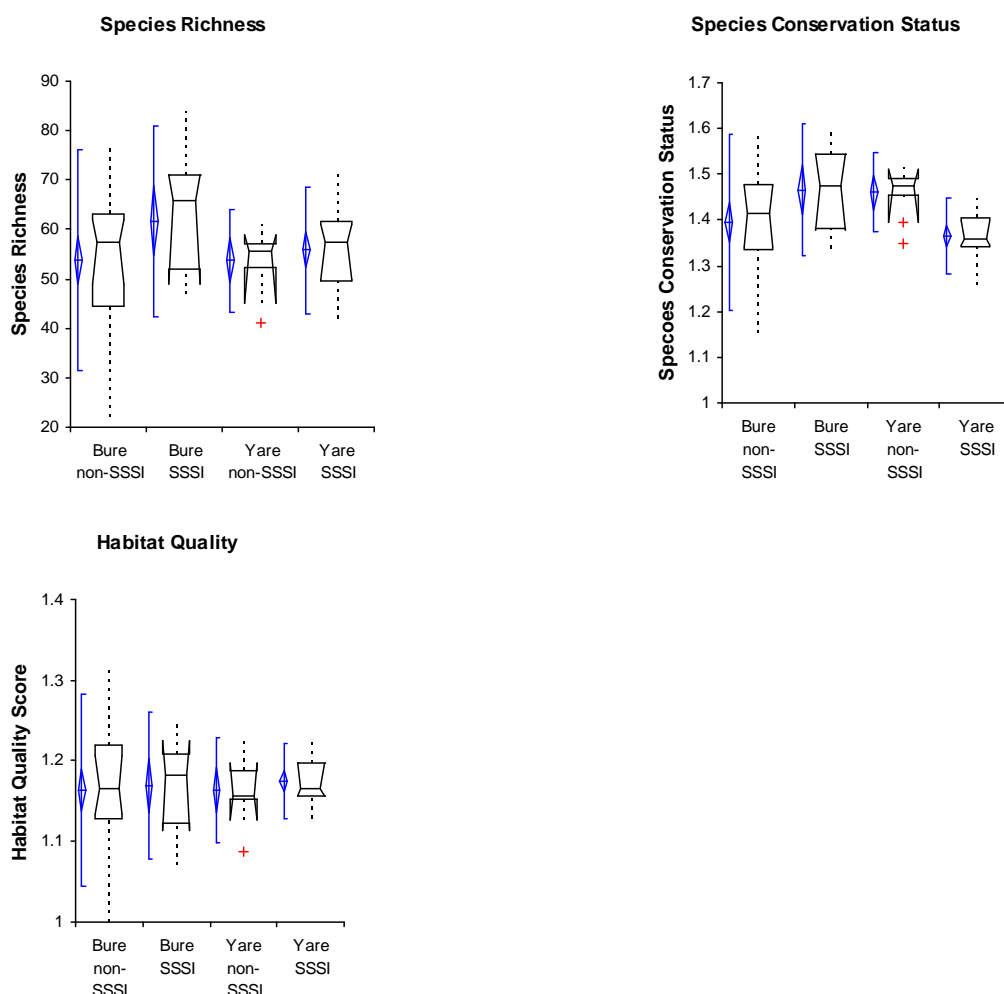 Species Richness
Species Richness
90
80
70
60
50
40
30
20
Bure
non-SSSI
Bure
SSSI
Yare
non-SSSI
Yare
SSSI
Species Conservation Status
Specoes Conservation Status
1.7
1.6
1.5
1.4
1.3
1.2
1.1
1
Bure
non-
SSSI
Bure
SSSI
Yare
non-
SSSI
Yare
SSSI
Habitat Quality
Habitat Quality Score
1.4
1.3
1.2
1.1
1
Bure
non-
SSSI
Bure
SSSI
Yare
non-
SSSI
Yare
SSSI